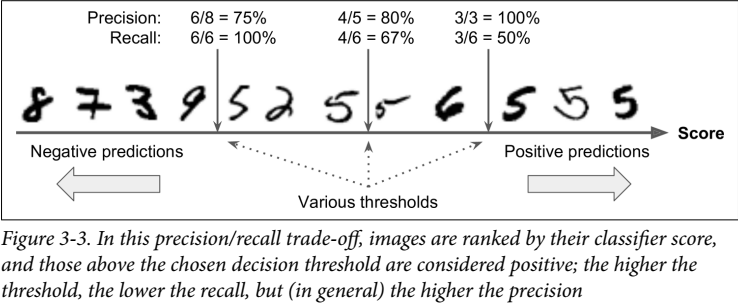 Precision: 6/8 = 75% 4/5 = 80% 3/3 = 100%
Recall: 6/6 = 100% 4/6 = 67% 3/6 = 50%
8 7 3 9 5 2 5 5 6 5 5 5
Score
Negative predictions Positive predictions
Various thresholds
Figure 3-3. In this precision/recall trade-off, images are ranked by their classifier score,
and those above the chosen decision threshold are considered positive; the higher the
threshold, the lower the recall, but (in general) the higher the precision